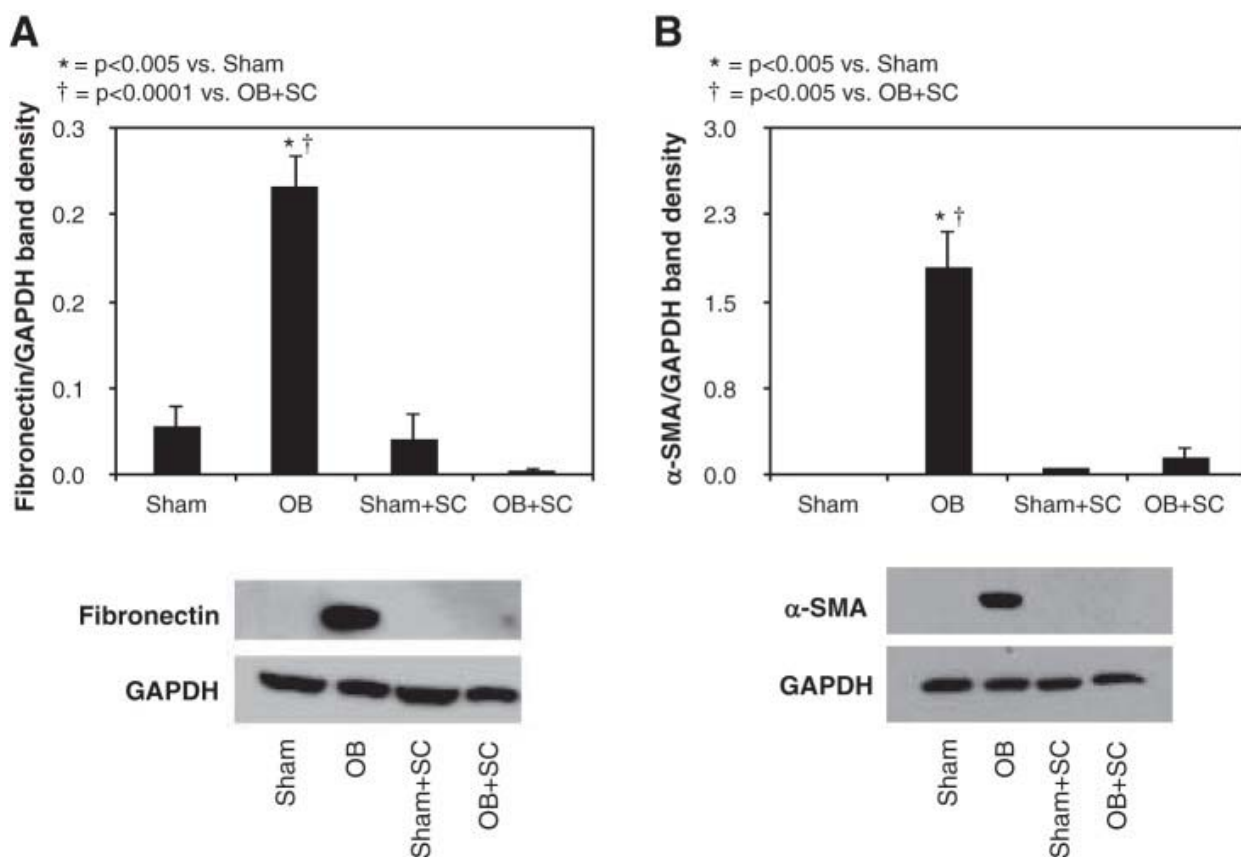 A
* = p<0.005 vs. Sham
† = p<0.0001 vs. OB+SC
Fibronectin/GAPDH band density
0.3
0.2
0.2
0.1
0.0
* †
Sham OB Sham+SC OB+SC
Fibronectin
GAPDH
Sham
OB
Sham+SC
OB+SC
B
* = p<0.005 vs. Sham
† = p<0.005 vs. OB+SC
α-SMA/GAPDH band density
3.0
2.3
1.5
0.8
0.0
* †
Sham OB Sham+SC OB+SC
α-SMA
GAPDH
Sham
OB
Sham+SC
OB+SC